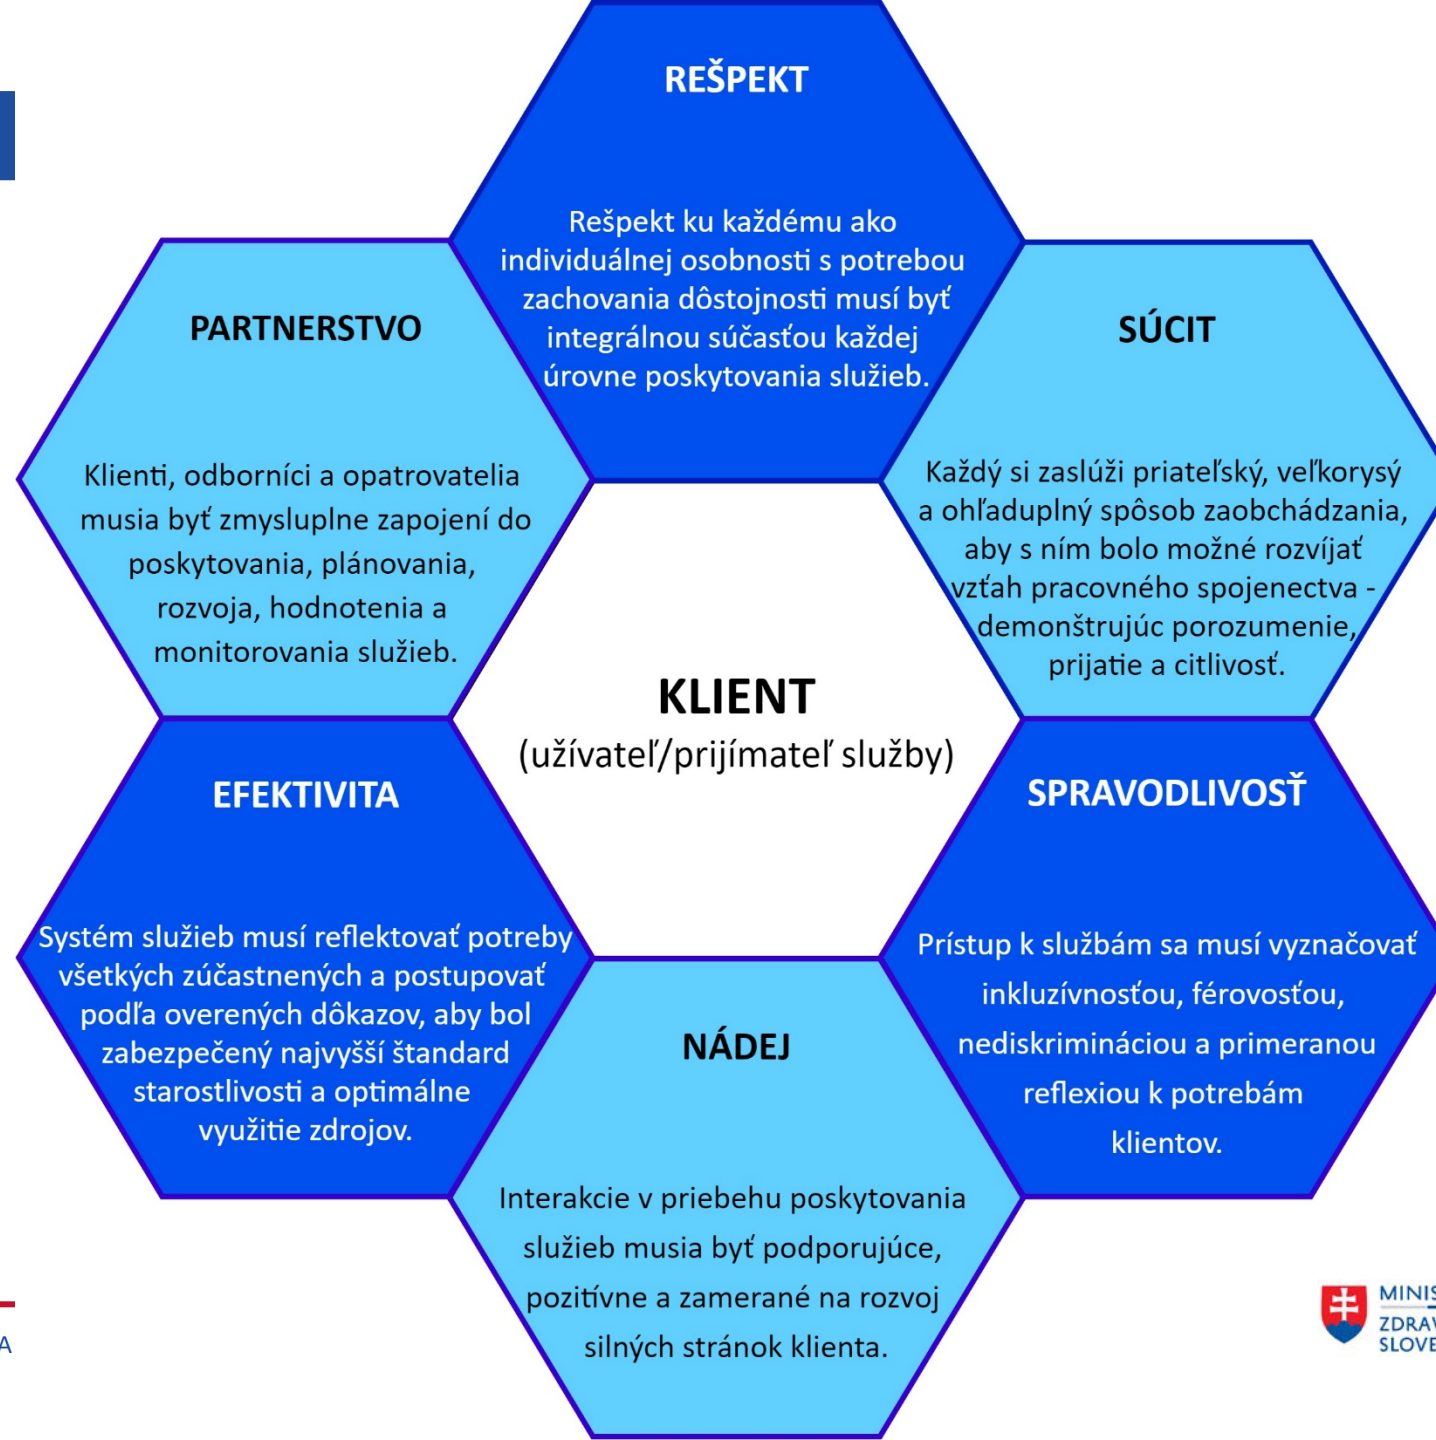 REŠPEKT
Rešpekt ku každému ako
individuálnej osobnosti s potrebou
zachovania dôstojnosti musí byť
integrálnou súčasťou každej
úrovne poskytovania služieb.
PARTNERSTVO
Klienti, odborníci a opatrovatelia
musia byť zmysluplne zapojení do
poskytovania, plánovania,
rozvoja, hodnotenia a
monitorovania služieb.
SÚCIT
Každý si zaslúži priateľský, veľkorysý
a ohľaduplný spôsob zaobchádzania,
aby s ním bolo možné rozvíjať
vzťah pracovného spojenectva -
demonštrujúc porozumenie,
prijatie a citlivosť.
KLIENT
(užívateľ/prijímateľ služby)
EFEKTIVITA
Systém služieb musí reflektovať potreby
všetkých zúčastnených a postupovať
podľa overených dôkazov, aby bol
zabezpečený najvyšší štandard
starostlivosti a optimálne
využitie zdrojov.
SPRAVODLIVOSŤ
Prístup k službám sa musí vyznačovať
inkluzívnosťou, férovosťou,
nediskrimináciou a primeranou
reflexiou k potrebám
klientov.
NÁDEJ
Interakcie v priebehu poskytovania
služieb musia byť podporujúce,
pozitívne a zamerané na rozvoj
silných stránok klienta.
A
MINIS
ZDRAV
SLOVE